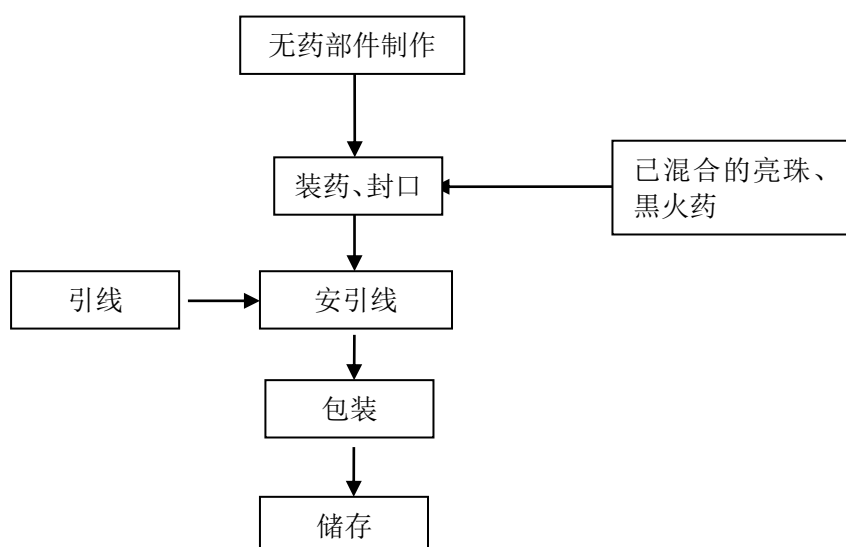 无药部件制作
装药、封口
已混合的亮珠、
黑火药
引线
安引线
包装
储存